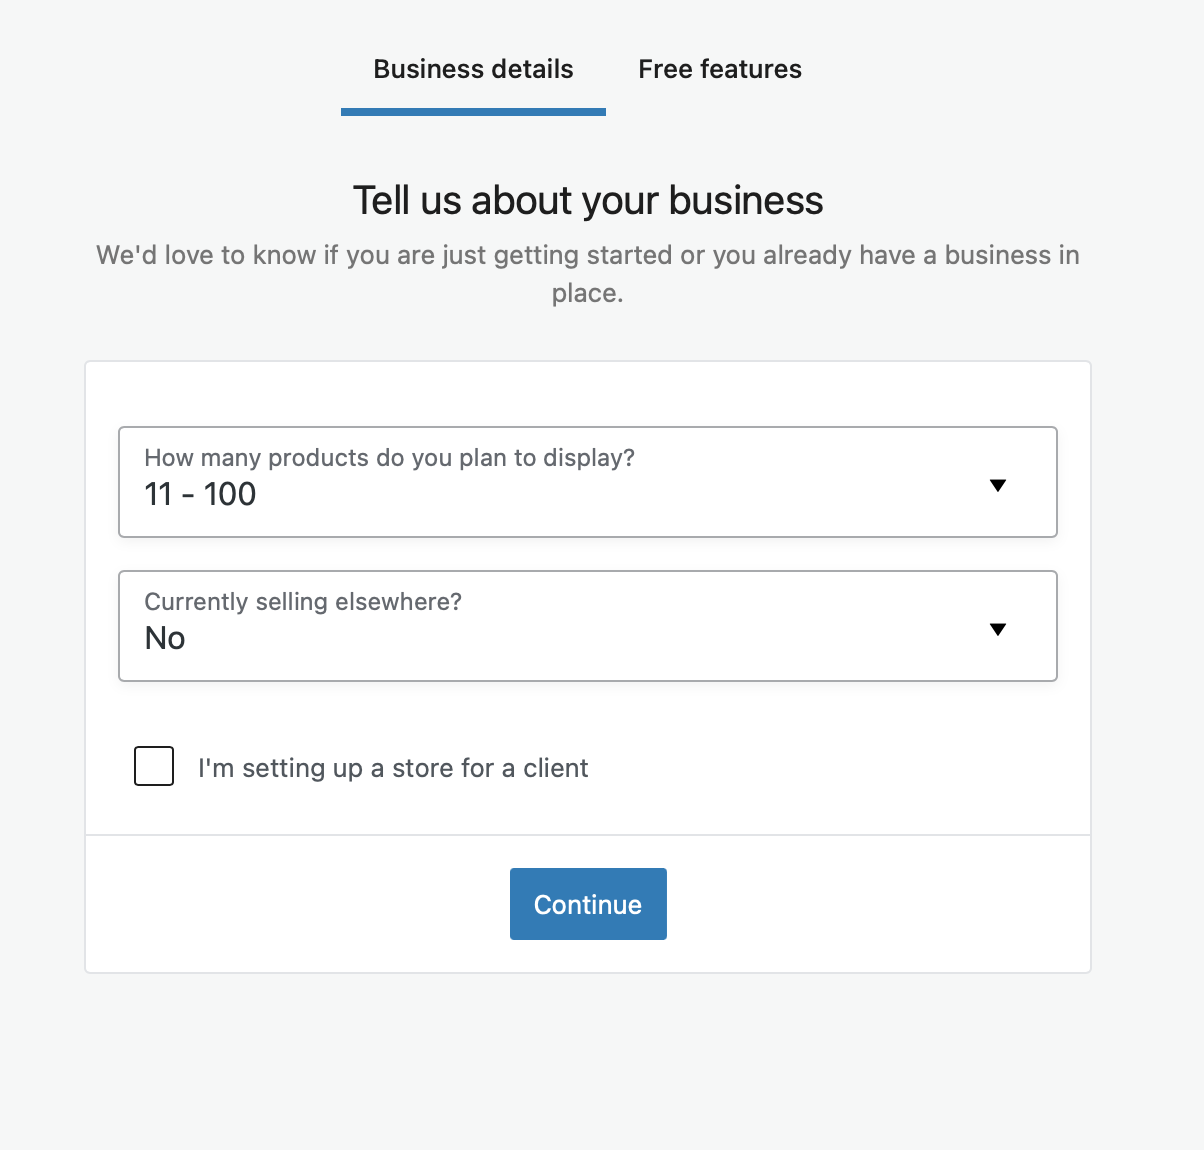 Business details
Free features
Tell us about your business
We'd love to know if you are just getting started or you already have a business in
place.
How many products do you plan to display?
11 - 100
Currently selling elsewhere?
No
I'm setting up a store for a client
Continue